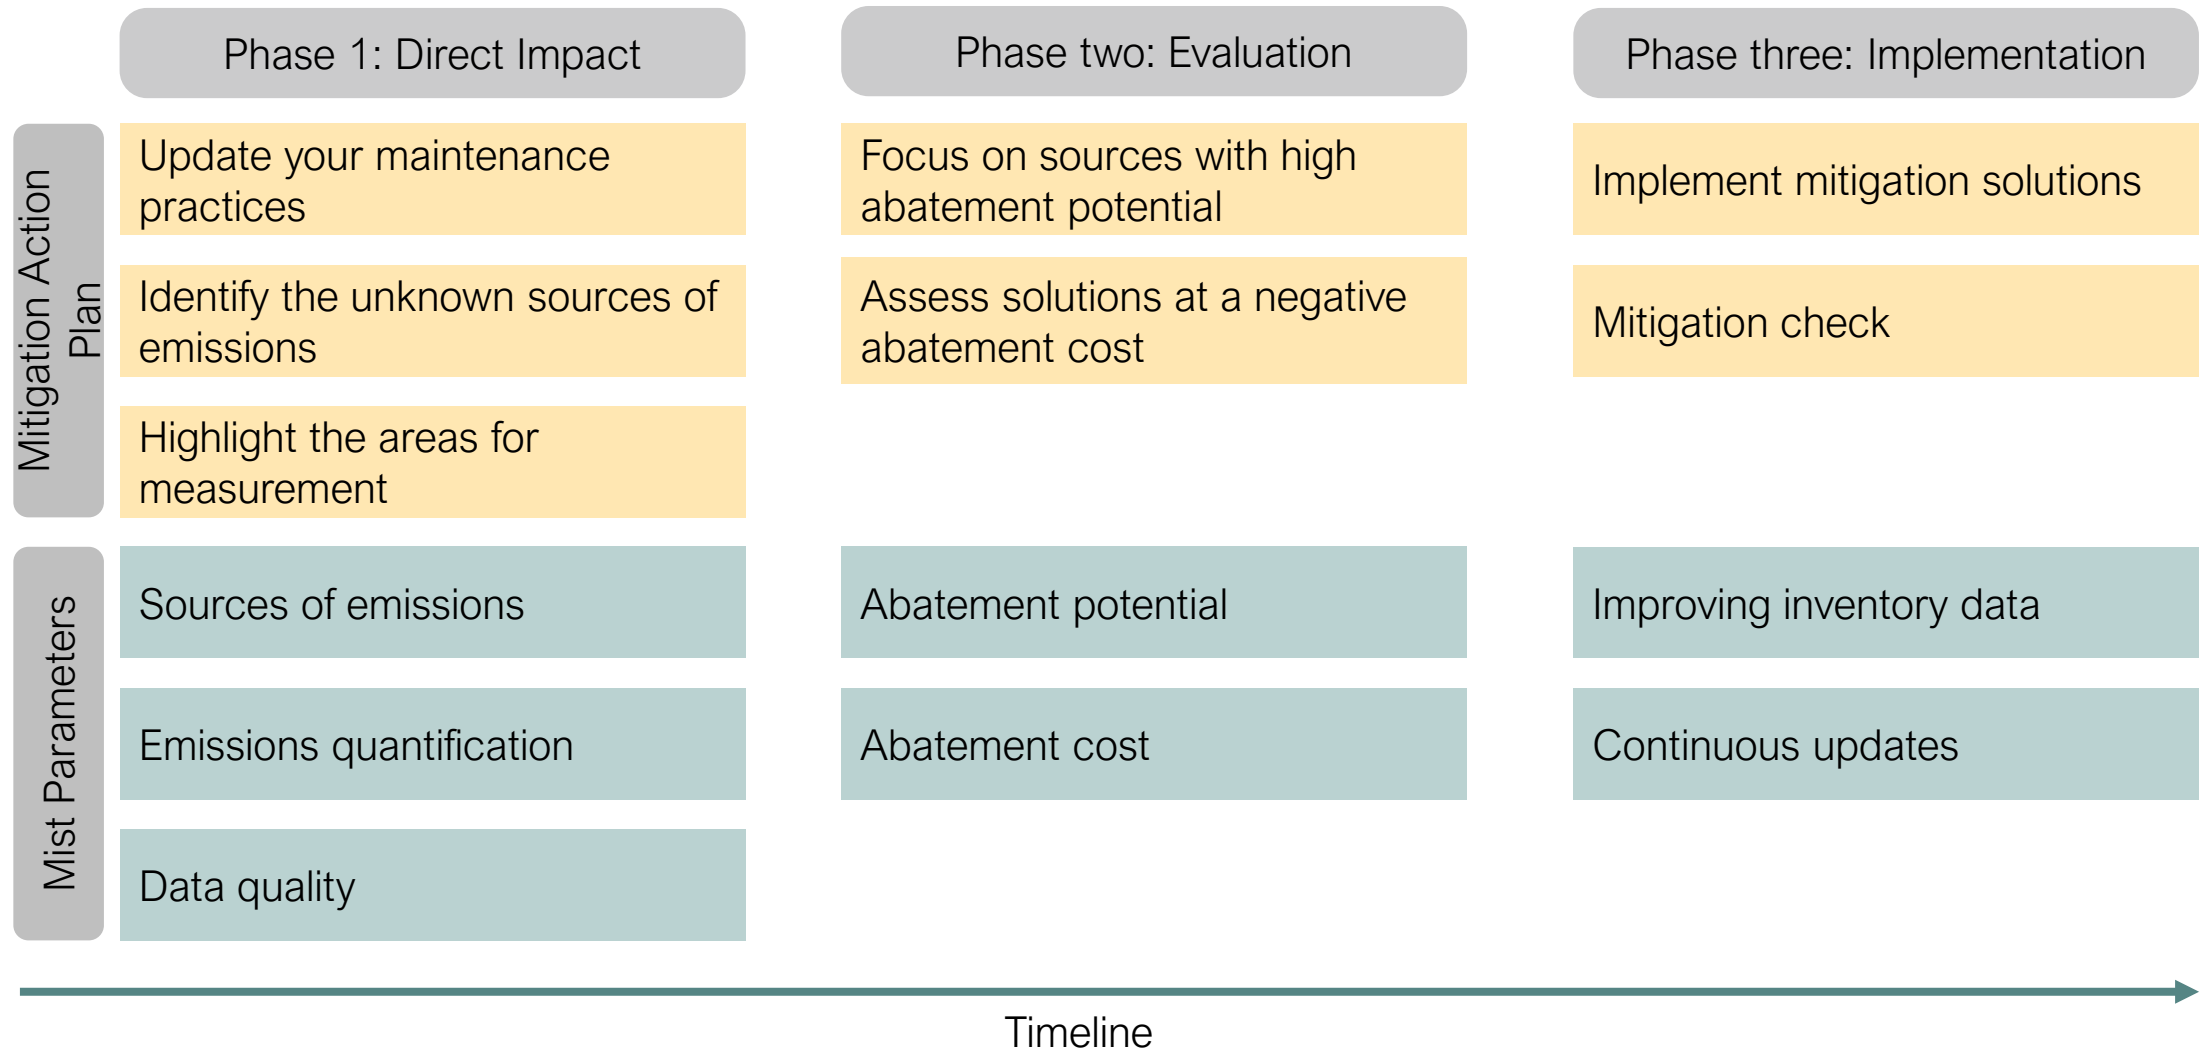 Phase 1: Direct Impact
Phase two: Evaluation
Phase three: Implementation
Mitigation Action
Plan
Update your maintenance
practices
Focus on sources with high
abatement potential
Implement mitigation solutions
Identify the unknown sources of
emissions
Assess solutions at a negative
abatement cost
Mitigation check
Highlight the areas for
measurement
Mist Parameters
Sources of emissions
Abatement potential
Improving inventory data
Emissions quantification
Abatement cost
Continuous updates
Data quality
Timeline